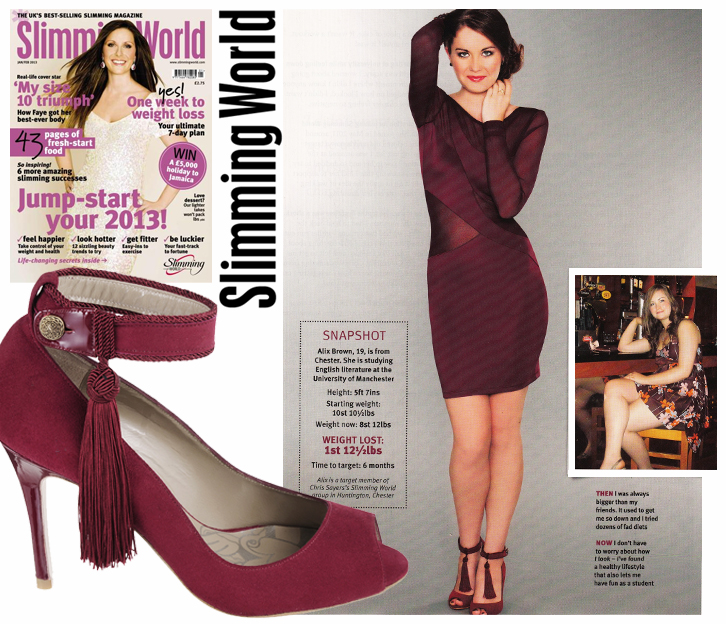 THE UK'S BEST-SELLING SLIMMING MAGAZINE
Slimming World
JAN/FEB 2013
www.slimmingworld.com
£2.75
Real-life cover star
'My size
10 triumph'
How Faye got her
best-ever body
yes!
One week to
weight loss
Your ultimate
7-day plan
43 pages of
fresh-start
food
WIN
A £5,000
holiday to
Jamaica
So inspiring!
6 more amazing
slimming successes
Jump-start
your 2013!
Love
dessert?
Our lighter
takes
won't pack
✓feel happier
Take control of your
weight and health
✓look hotter
12 sizzling beauty
trends to try
✓get fitter
Easy-ins to
exercise
✓be luckier
Your fast-track
to fortune
Life-changing secrets inside →
Slimming
Slimming World
SNAPSHOT
Alix Brown, 19, is from
Chester. She is studying
English literature at the
University of Manchester
Height: 5ft 7ins
Starting weight:
10st 10½lbs
Weight now: 8st 12lbs
WEIGHT LOST:
1st 12½lbs
Time to target: 6 months
Alix is a target member of
Chris Sayers's Slimming World
group in Huntington, Chester
THEN I was always
bigger than my
friends. It used to get
me so down and I tried
dozens of fad diets
NOW I don't have
to worry about how
I look – I've found
a healthy lifestyle
that also lets me
have fun as a student